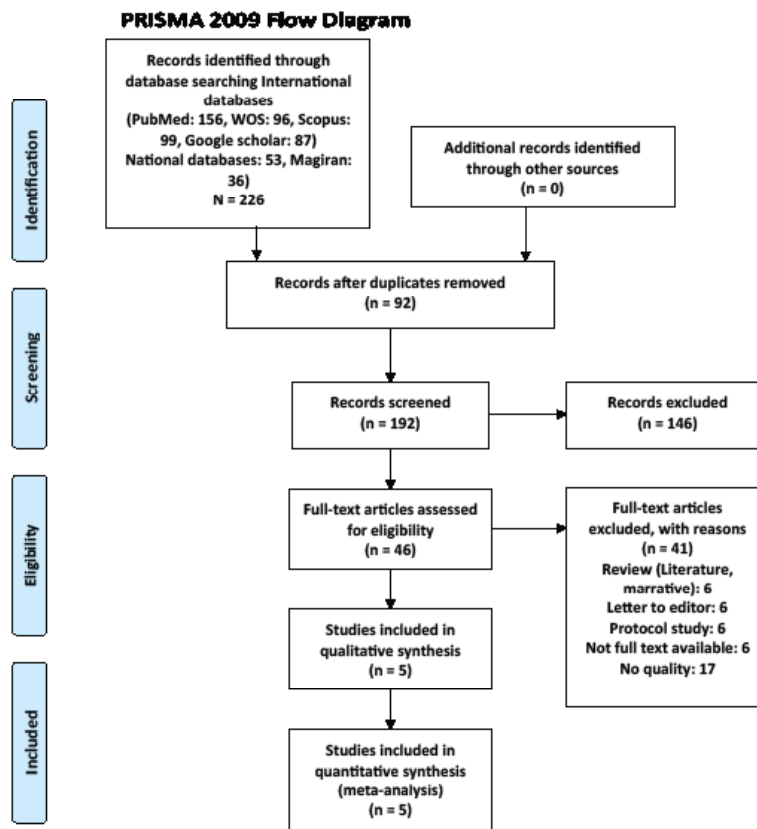 PRISMA 2009 Flow Diagram
Identification
Records identified through
database searching International
databases
(PubMed: 156, WOS: 96, Scopus:
99, Google scholar: 87)
National databases: 53, Magiran:
36)
N = 226
Additional records identified
through other sources
(n = 0)
Records after duplicates removed
(n = 92)
Screening
Records screened
(n = 192)
Records excluded
(n = 146)
Eligibility
Full-text articles assessed
for eligibility
(n = 46)
Full-text articles
excluded, with reasons
(n = 41)
Review (Literature,
marrative): 6
Letter to editor: 6
Protocol study: 6
Not full text available: 6
No quality: 17
Studies included in
qualitative synthesis
(n = 5)
Included
Studies included in
quantitative synthesis
(meta-analysis)
(n = 5)